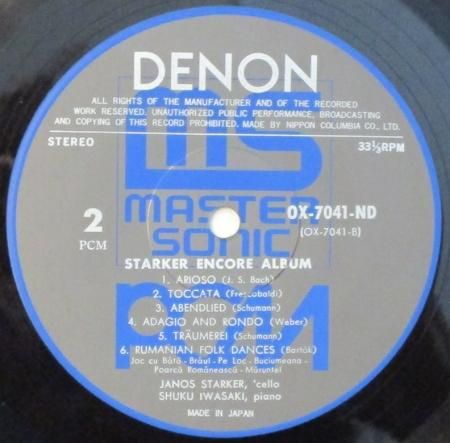 DENON
ALL RIGHTS OF THE MANUFACTURER AND OF THE RECORDED
WORK RESERVED. UNAUTHORIZED PUBLIC PERFORMANCE, BROADCASTING
AND COPYING OF THIS RECORD PROHIBITED. MADE BY NIPPON COLUMBIA CO., LTD.
STEREO 33⅓RPM
MS
2 MASTER OX-7041-ND
PCM SONIC (OX-7041-B)
STARKER ENCORE ALBUM
PCM
1. ARIOSO (J. S. Bach)
2. TOCCATA (Frescobaldi)
3. ABENDLIED (Schumann)
4. ADAGIO AND RONDO (Weber)
5. TRÄUMEREI (Schumann)
6. RUMANIAN FOLK DANCES (Bartók)
Joc cu Bâtă - Brâul - Pe Loc - Buciumeana -
Poarcă Românească - Mărunțel
JANOS STARKER, 'cello
SHUKU IWASAKI, piano
MADE IN JAPAN